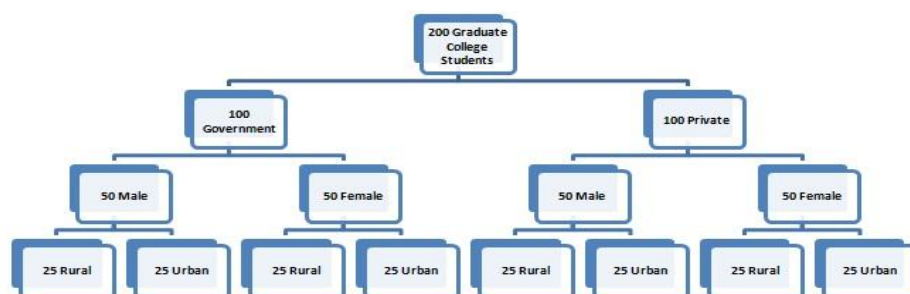 200 Graduate
College
Students
100
Government
100 Private
50 Male
50 Female
50 Male
50 Female
25 Rural
25 Urban
25 Rural
25 Urban
25 Rural
25 Urban
25 Rural
25 Urban